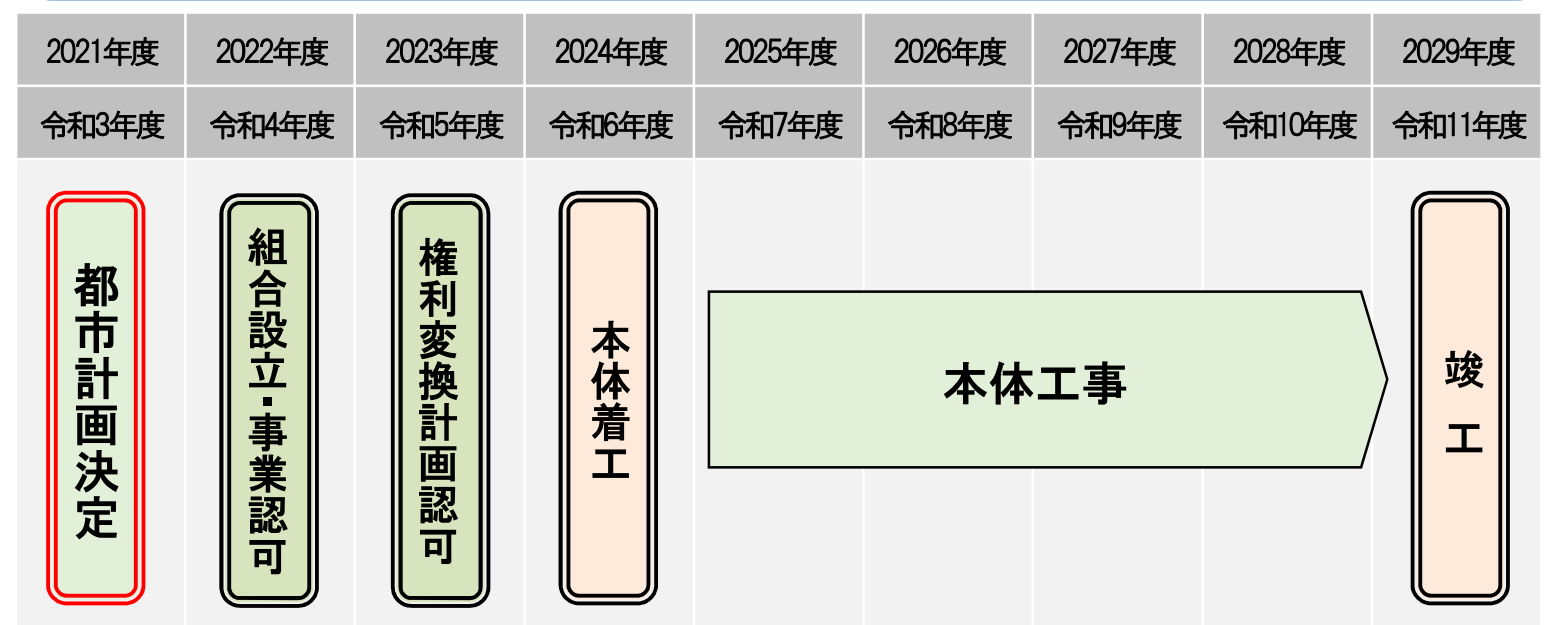 2021年度 2022年度 2023年度 2024年度 2025年度 2026年度 2027年度 2028年度 2029年度
令和3年度 令和4年度 令和5年度 令和6年度 令和7年度 令和8年度 令和9年度 令和10年度 令和11年度
都市計画決定
組合設立・事業認可
権利変換計画認可
本体着工
本体工事
竣工